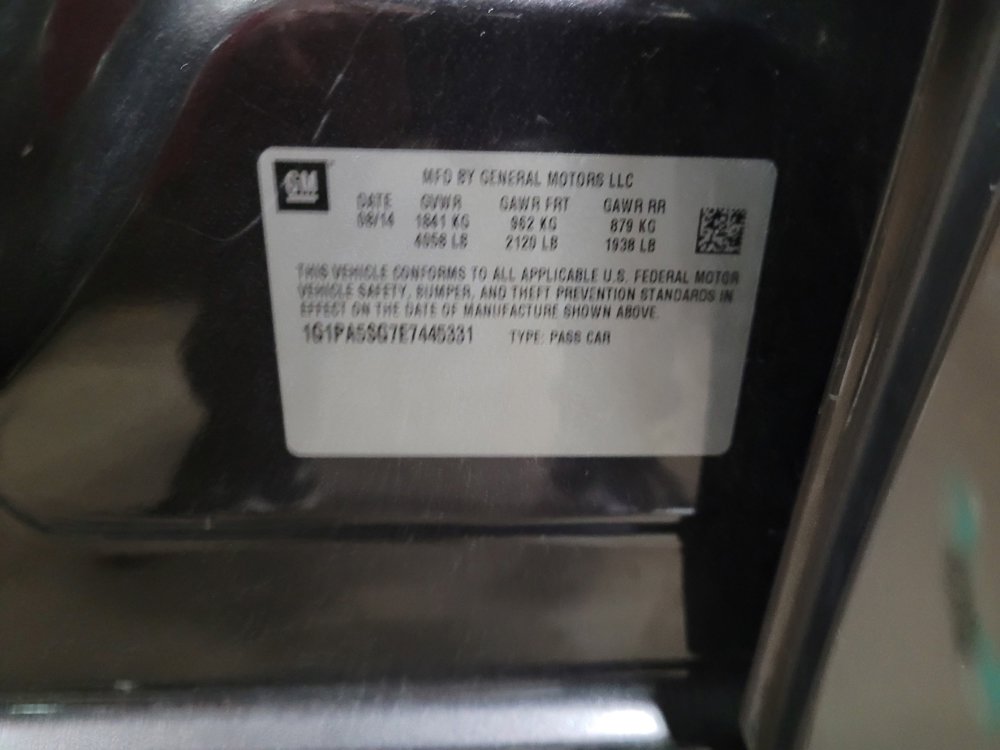 GM
MFD BY GENERAL MOTORS LLC
DATE GVWR GAWR FRT GAWR RR
08/14 1841 KG 962 KG 879 KG
4058 LB 2120 LB 1938 LB
THIS VEHICLE CONFORMS TO ALL APPLICABLE U.S. FEDERAL MOTOR
VEHICLE SAFETY, BUMPER, AND THEFT PREVENTION STANDARDS IN
EFFECT ON THE DATE OF MANUFACTURE SHOWN ABOVE.
1G1PA5SG7E7445331 TYPE: PASS CAR